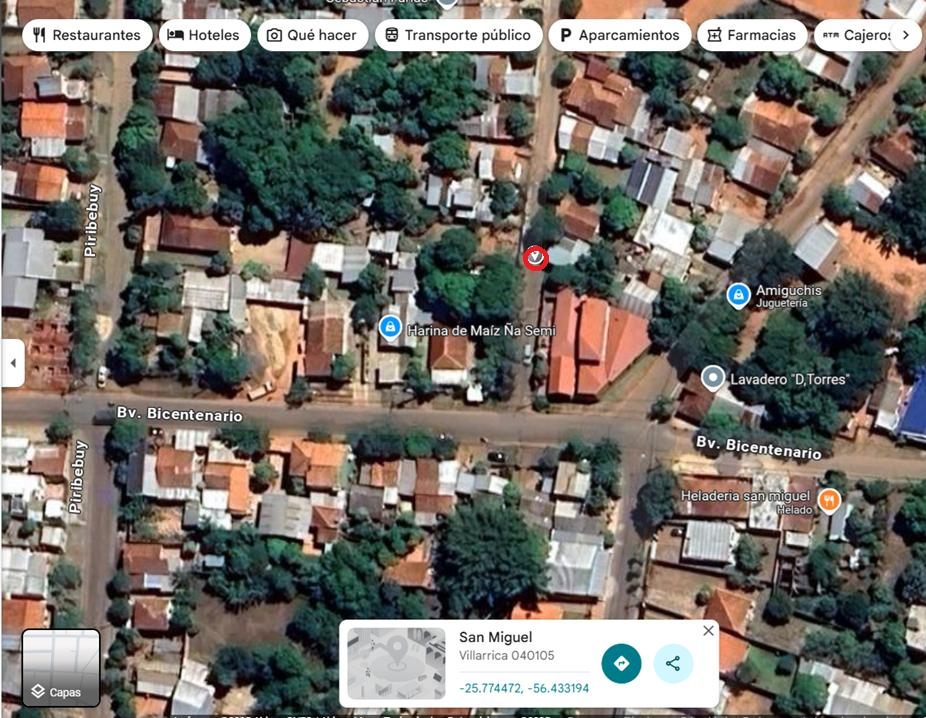 Restaurantes
Hoteles
Qué hacer
Transporte público
P
Aparcamientos
Farmacias
ATM
Cajeros
Piribebuy
Amiguchis
Juguetería
Harina de Maíz Ña Semi
Lavadero "D,Torres"
Bv. Bicentenario
Bv. Bicentenario
Piribebuy
Heladeria san miguel
Helado
San Miguel
Villarrica 040105
-25.774472, -56.433194
Capas